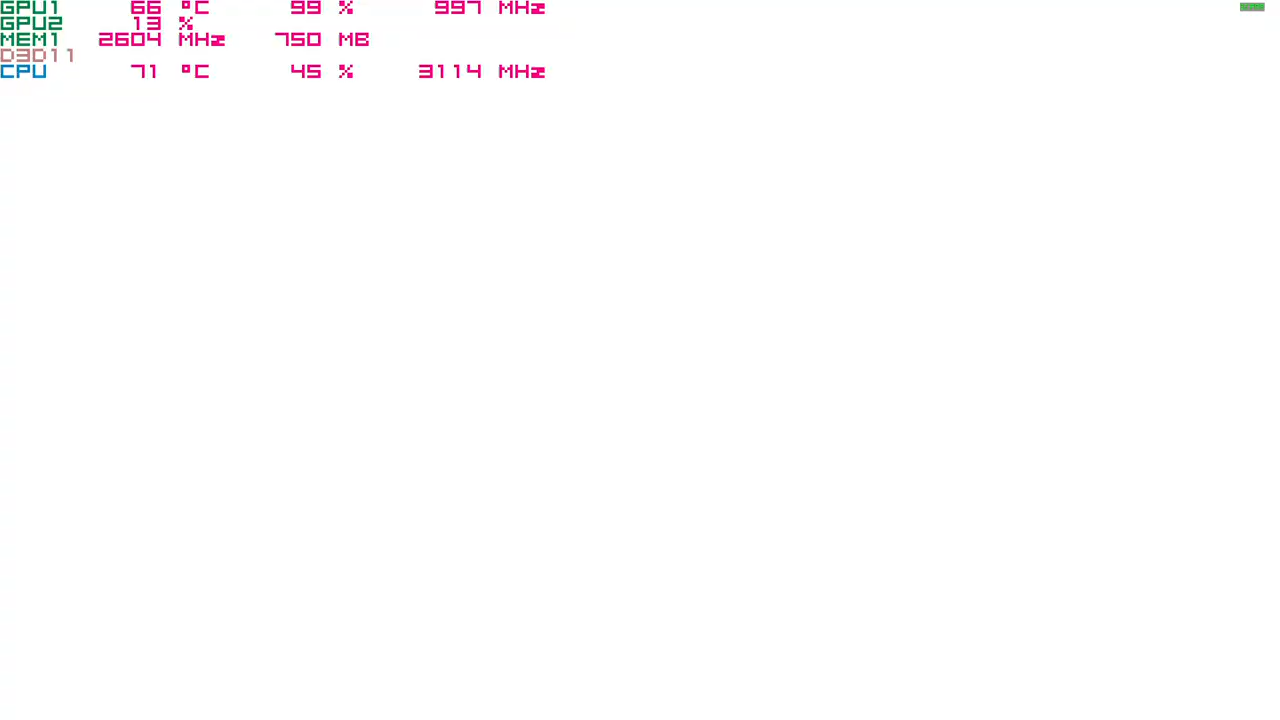 GPU1 66 °C 99 % 997 MHz
GPU2 13 %
MEM1 2604 MHz 750 MB
D3D11
CPU 71 °C 45 % 3114 MHz